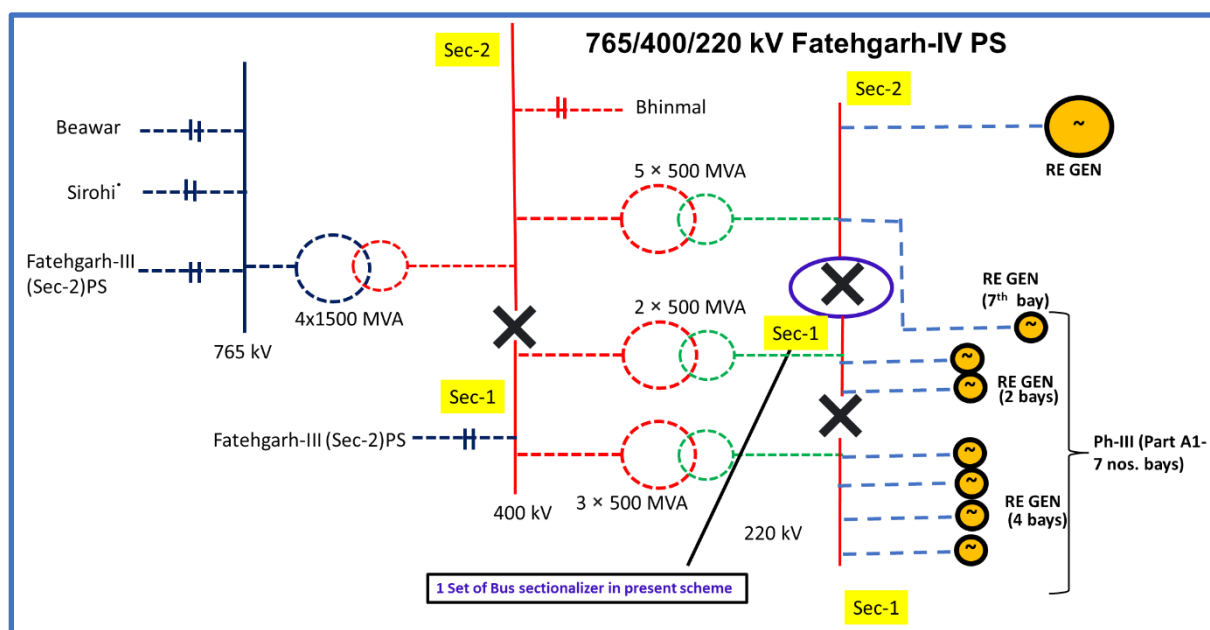 765/400/220 kV Fatehgarh-IV PS
Sec-2
Sec-2
Bhinmal
Beawar
~
RE GEN
5 × 500 MVA
Sirohi*
Fatehgarh-III
(Sec-2)PS
RE GEN
(7th bay)
2 × 500 MVA
4x1500 MVA
~
Sec-1
765 kV
~
~
RE GEN
(2 bays)
Sec-1
Fatehgarh-III (Sec-2)PS
Ph-III (Part A1-
7 nos. bays)
~
~
RE GEN
(4 bays)
~
~
3 × 500 MVA
400 kV
220 kV
1 Set of Bus sectionalizer in present scheme
Sec-1